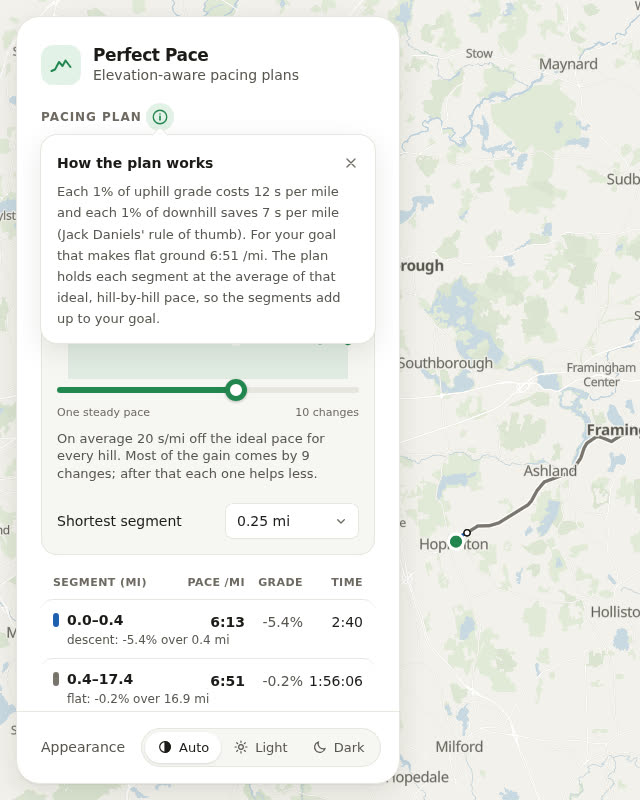 Perfect Pace
Elevation-aware pacing plans
PACING PLAN
How the plan works
Each 1% of uphill grade costs 12 s per mile
and each 1% of downhill saves 7 s per mile
(Jack Daniels' rule of thumb). For your goal
that makes flat ground 6:51 /mi. The plan
holds each segment at the average of that
ideal, hill-by-hill pace, so the segments add
up to your goal.
One steady pace 10 changes
On average 20 s/mi off the ideal pace for
every hill. Most of the gain comes by 9
changes; after that each one helps less.
Shortest segment 0.25 mi
SEGMENT (MI) PACE /MI GRADE TIME
0.0–0.4 6:13 -5.4% 2:40
descent: -5.4% over 0.4 mi
0.4–17.4 6:51 -0.2% 1:56:06
flat: -0.2% over 16.9 mi
Appearance Auto Light Dark
Stow
Maynard
Sudb
rough
Southborough
Framingham
Center
Framing
Ashland
Hollisto
Milford
opedale